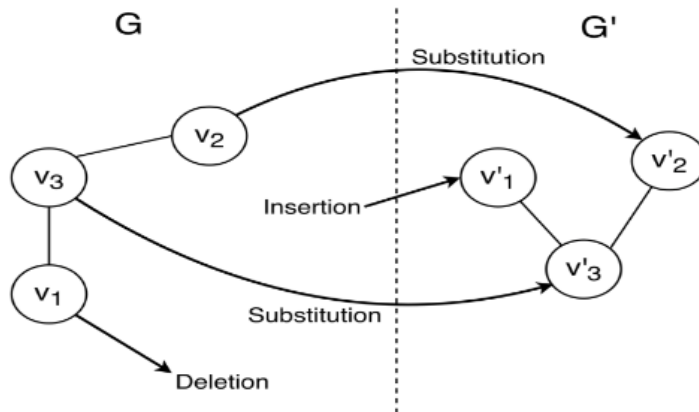 G
G'
Substitution
v2
v'2
v3
v'1
Insertion
v'3
v1
Substitution
Deletion